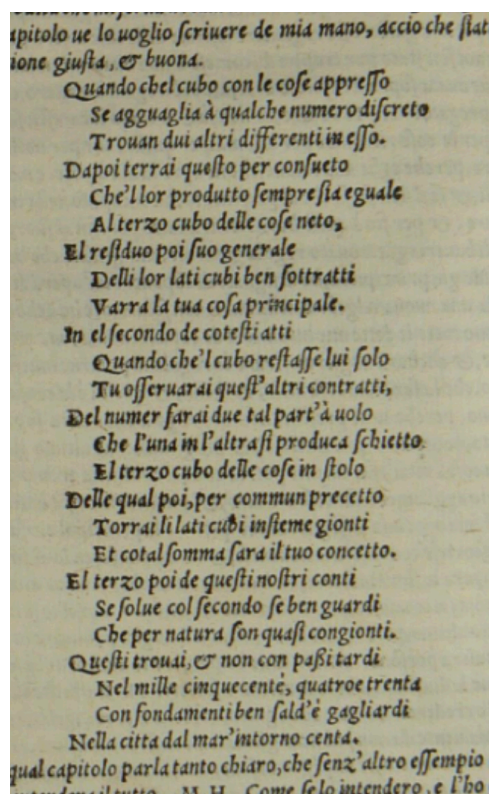 apitolo ue lo uoglio scriuere de mia mano, accio che stat
ione giusta, & buona.
Quando chel cubo con le cose appresso
Se agguaglia à qualche numero discreto
Trouan dui altri differenti in esso.
Dapoi terrai questo per consueto
Che'l lor produtto sempre sia eguale
Al terzo cubo delle cose neto,
El residuo poi suo generale
Delli lor lati cubi ben sottratti
Varra la tua cosa principale.
In el secondo de cotesti atti
Quando che'l cubo restasse lui solo
Tu osseruarai quest'altri contratti,
Del numer farai due tal part'à uolo
Che l'una in l'altra si produca schietto
El terzo cubo delle cose in stolo
Delle qual poi, per commun precetto
Torrai li lati cubi insieme gionti
Et cotal somma sara il tuo concetto.
El terzo poi de questi nostri conti
Se solue col secondo se ben guardi
Che per natura son quasi congionti.
Questi trouai, & non con passi tardi
Nel mille cinquecentè, quatroe trenta
Con fondamenti ben sald'è gagliardi
Nella citta dal mar'intorno centa.
qual capitolo parla tanto chiaro, che senz'altro essempio
M. H. Come se lo intendero, e l'ho